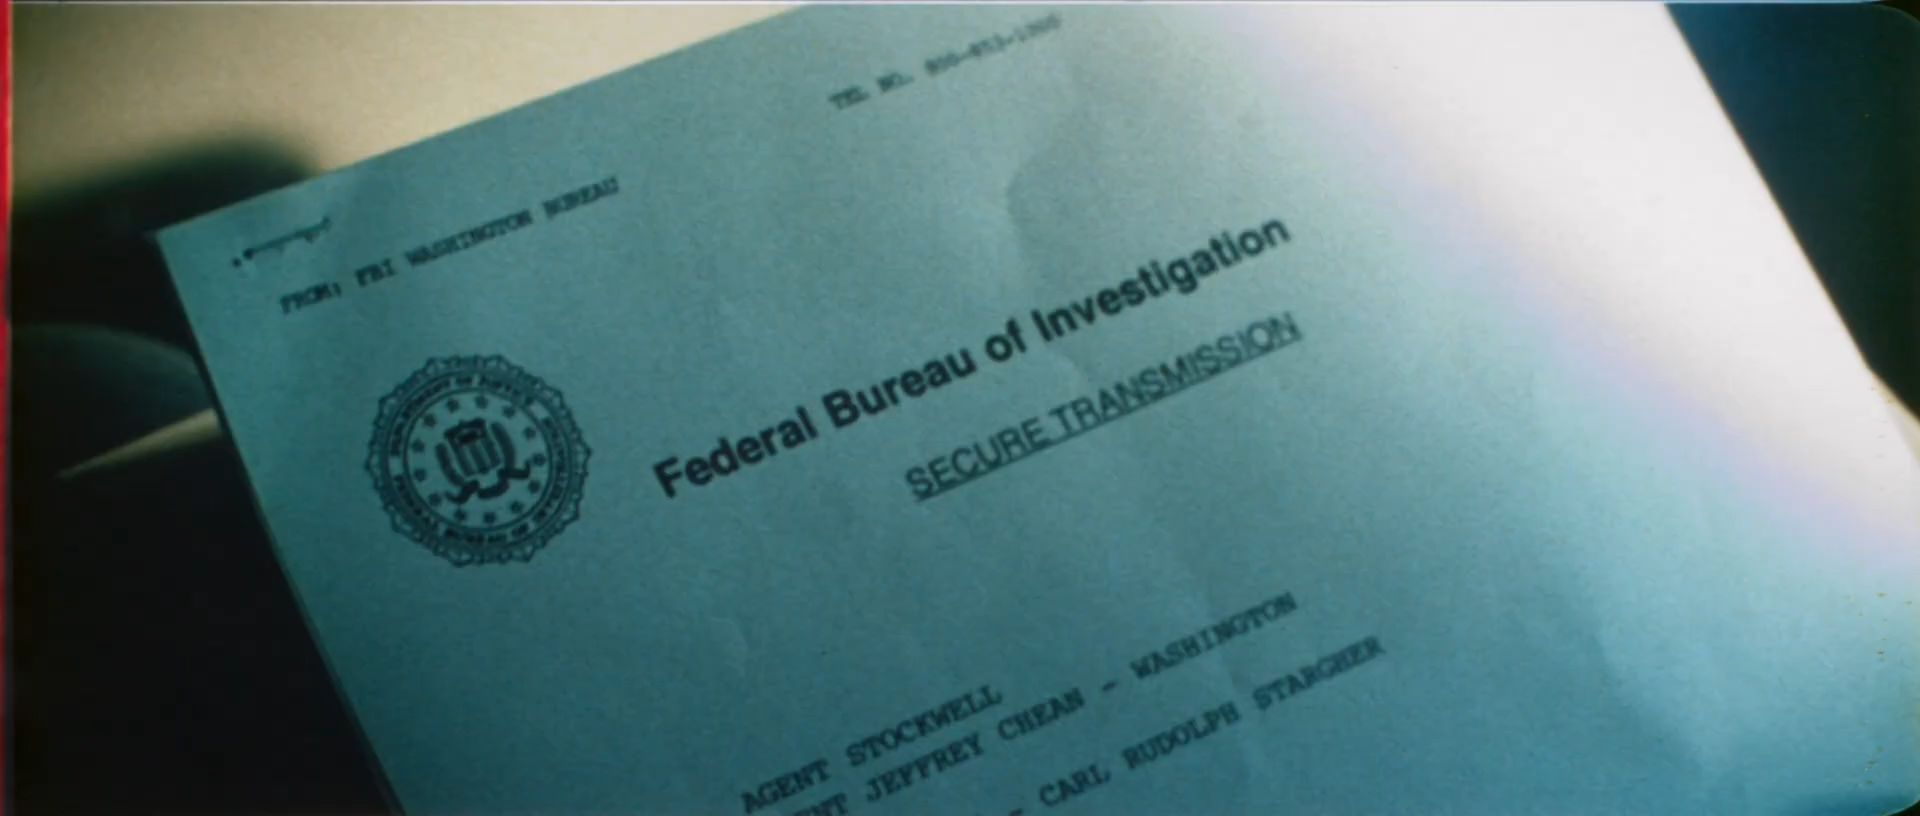 TEL NO.
FROM: FBI WASHINGTON BUREAU
Federal Bureau of Investigation
SECURE TRANSMISSION
AGENT STOCKWELL
JEFFREY CHEAN - WASHINGTON
- CARL RUDOLPH STARGHER